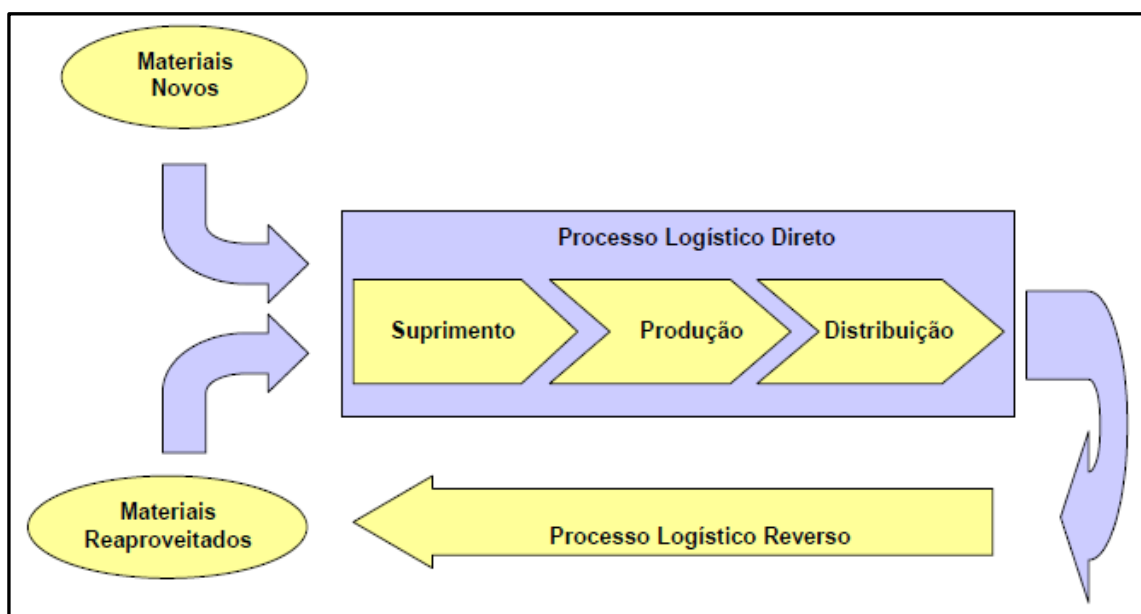 Materiais
Novos
Processo Logístico Direto
Suprimento
Produção
Distribuição
Materiais
Reaproveitados
Processo Logístico Reverso